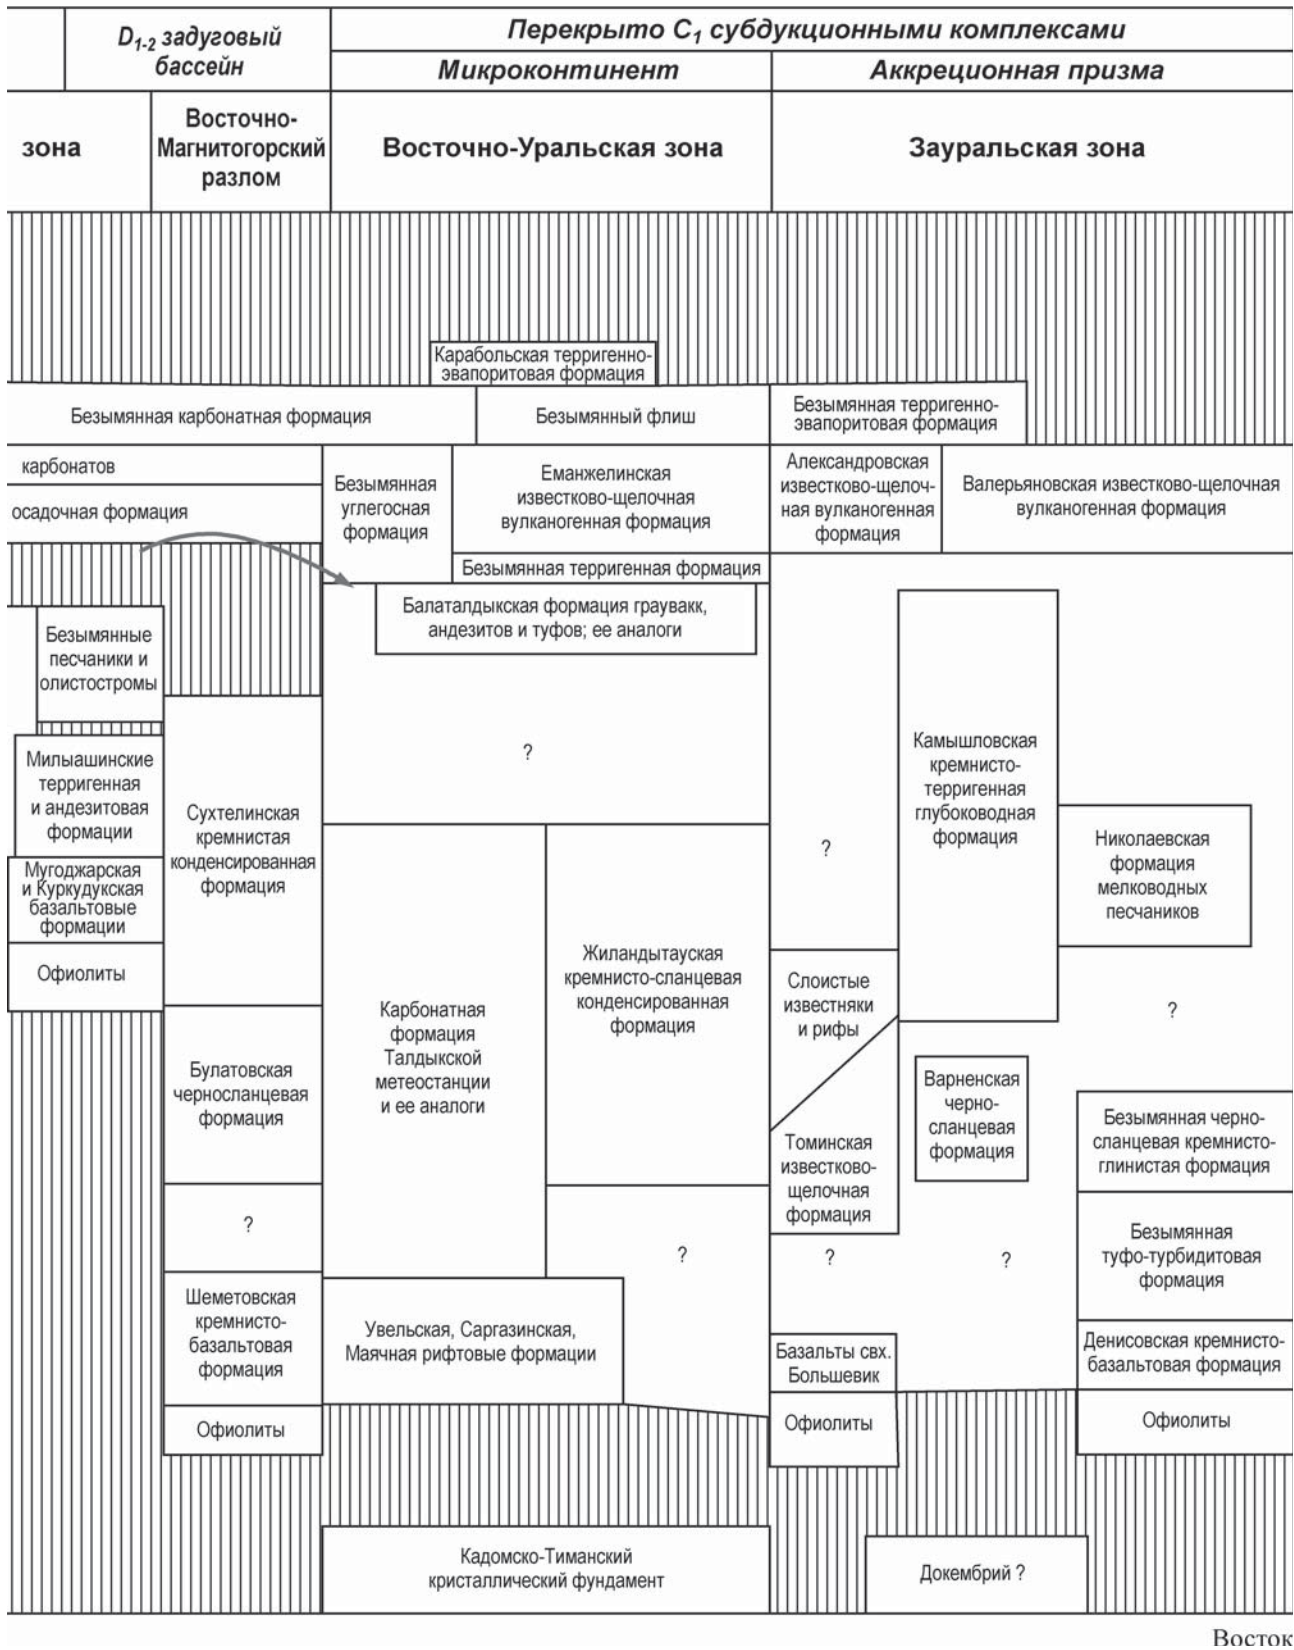 D1-2 задуговый
бассейн
Перекрыто C1 субдукционными комплексами
Микроконтинент
Аккреционная призма
зона
Восточно-
Магнитогорский
разлом
Восточно-Уральская зона
Зауральская зона
Карабольская терригенно-
эвапоритовая формация
Безымянная карбонатная формация
Безымянный флиш
Безымянная терригенно-
эвапоритовая формация
карбонатов
осадочная формация
Безымянная
углегосная
формация
Еманжелинская
известково-щелочная
вулканогенная формация
Безымянная терригенная формация
Александровская
известково-щелоч-
ная вулканогенная
формация
Валерьяновская известково-щелочная
вулканогенная формация
Балаталдыкская формация граувакк,
андезитов и туфов; ее аналоги
Безымянные
песчаники и
олистостромы
?
Милыашинские
терригенная
и андезитовая
формации
Сухтелинская
кремнистая
конденсированная
формация
Мугоджарская
и Куркудукская
базальтовые
формации
Офиолиты
Камышловская
кремнисто-
терригенная
глубоководная
формация
?
Николаевская
формация
мелководных
песчаников
Карбонатная
формация
Талдыкской
метеостанции
и ее аналоги
Жиландытауская
кремнисто-сланцевая
конденсированная
формация
Слоистые
известняки
и рифы
?
Булатовская
черносланцевая
формация
Томинская
известково-
щелочная
формация
Варненская
черно-
сланцевая
формация
Безымянная черно-
сланцевая кремнисто-
глинистая формация
?
?
?
?
Безымянная
туфо-турбидитовая
формация
Шеметовская
кремнисто-
базальтовая
формация
Увельская, Саргазинская,
Маячная рифтовые формации
Базальты свх.
Большевик
Денисовская кремнисто-
базальтовая формация
Офиолиты
Офиолиты
Офиолиты
Кадомско-Тиманский
кристаллический фундамент
Докембрий ?
Восток